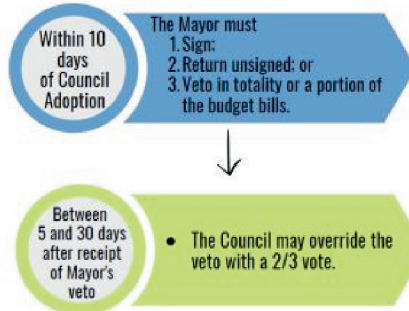 Within 10
days
of Council
Adoption
The Mayor must
1. Sign;
2. Return unsigned; or
3. Veto in totality or a portion of
the budget bills.
Between
5 and 30 days
after receipt
of Mayor's
veto
• The Council may override the
veto with a 2/3 vote.